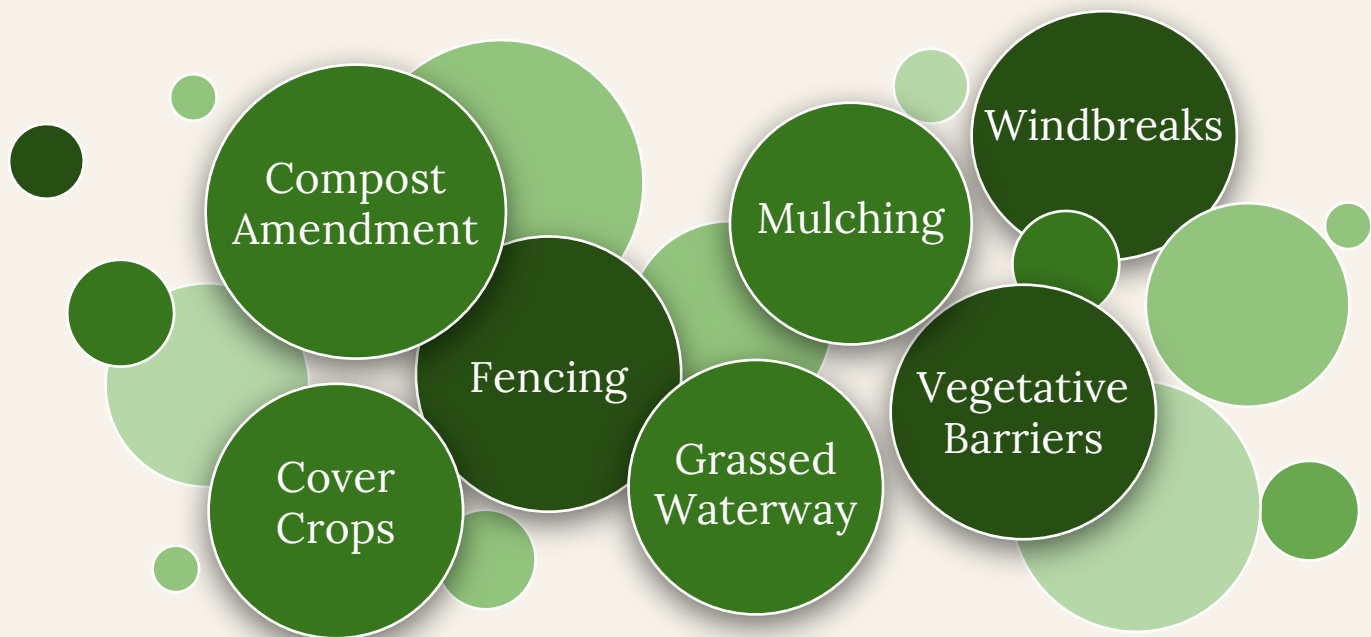 Compost
Amendment
Mulching
Windbreaks
Fencing
Vegetative
Barriers
Cover
Crops
Grassed
Waterway